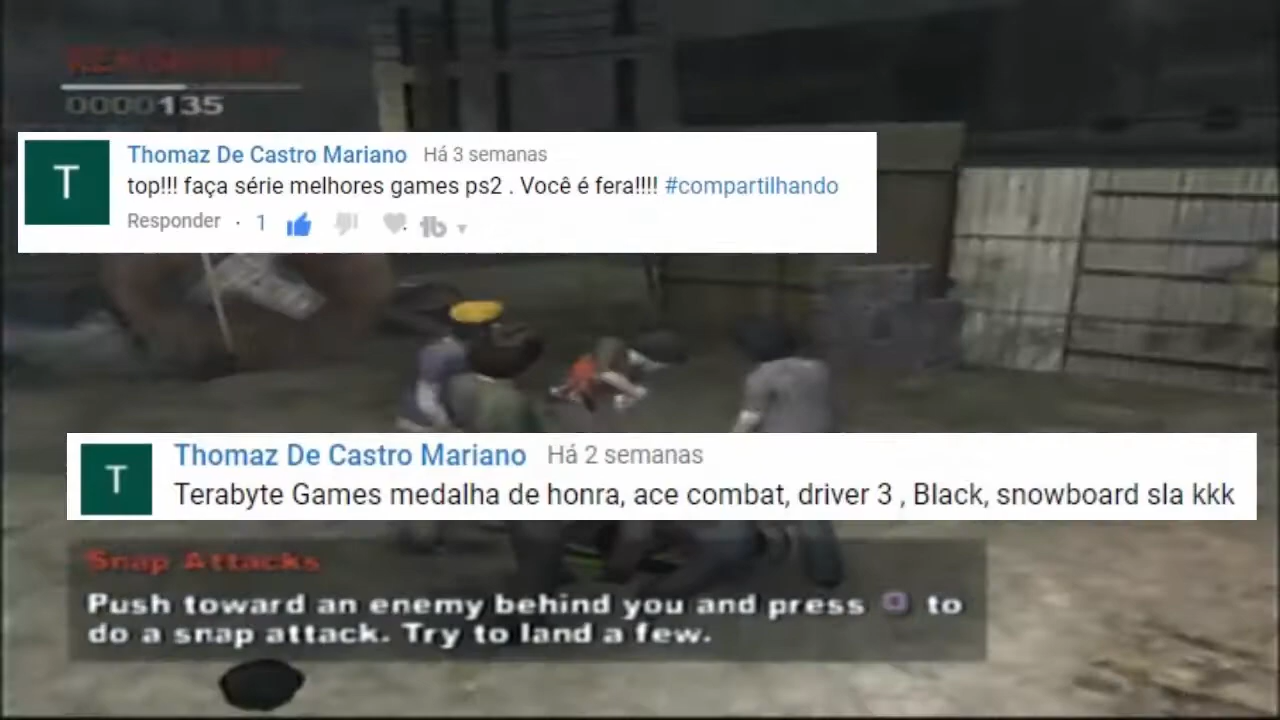 0000135
T
Thomaz De Castro Mariano Há 3 semanas
top!!! faça série melhores games ps2 . Você é fera!!!! #compartilhando
Responder · 1
T
Thomaz De Castro Mariano Há 2 semanas
Terabyte Games medalha de honra, ace combat, driver 3 , Black, snowboard sla kkk
Snap Attacks
Push toward an enemy behind you and press □ to
do a snap attack. Try to land a few.